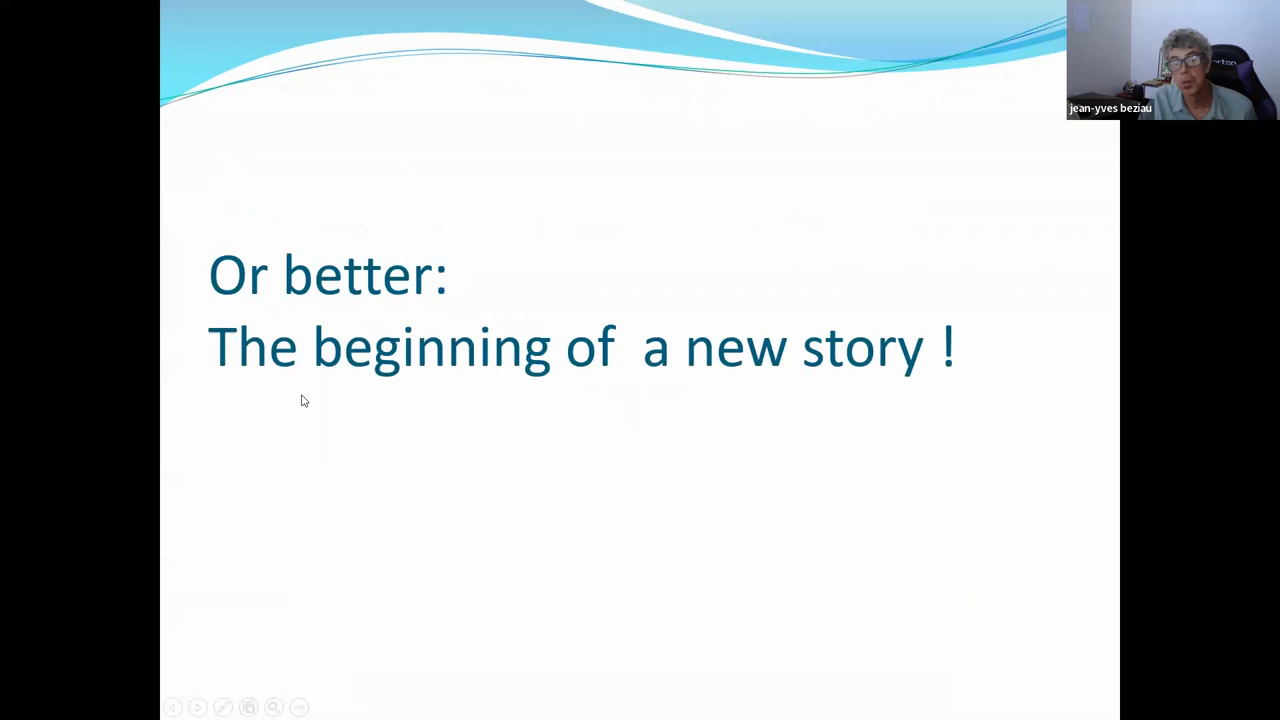 jean-yves beziau
Or better:
The beginning of  a new story !